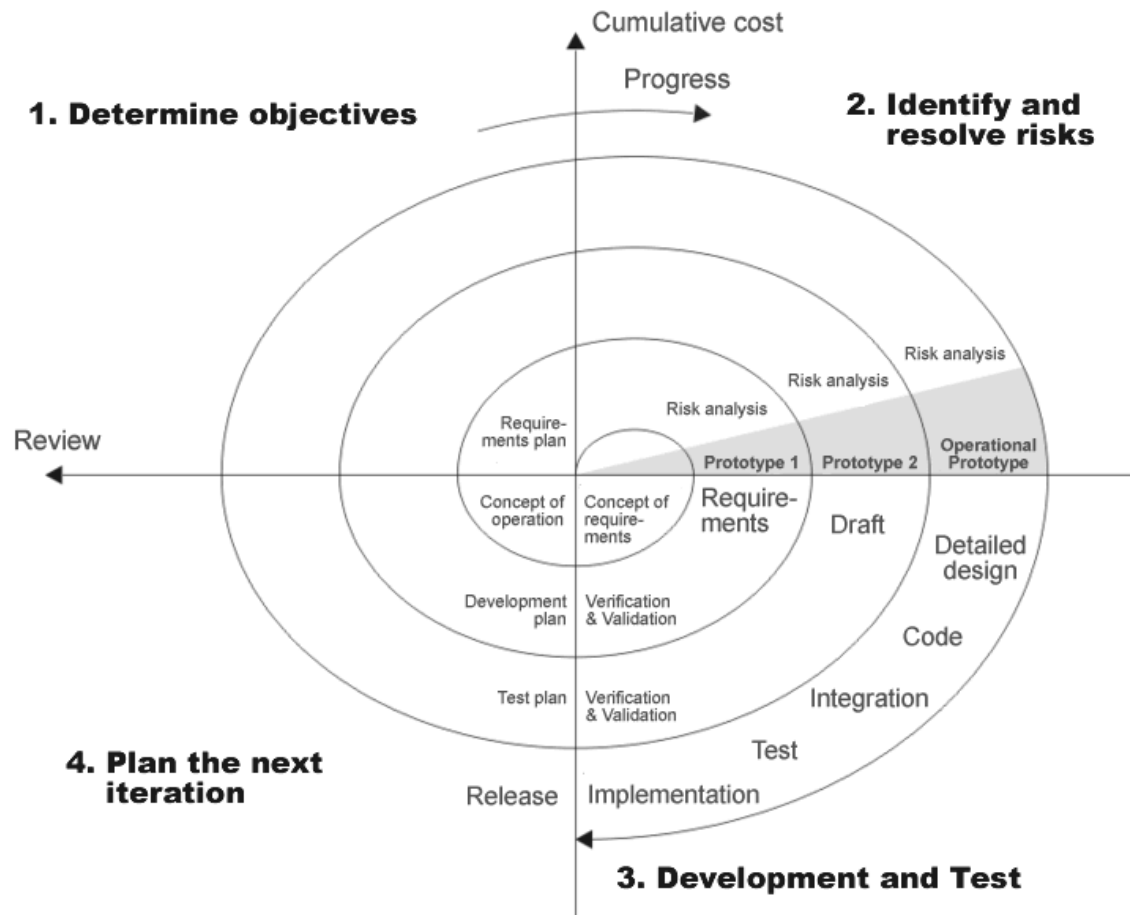 Cumulative cost
Progress
1. Determine objectives
2. Identify and
resolve risks
Risk analysis
Risk analysis
Risk analysis
Require-
ments plan
Review
Operational
Prototype
Prototype 1
Prototype 2
Concept of
operation
Concept of
require-
ments
Require-
ments
Draft
Detailed
design
Development
plan
Verification
& Validation
Code
Test plan
Verification
& Validation
Integration
Test
4. Plan the next
iteration
Release
Implementation
3. Development and Test